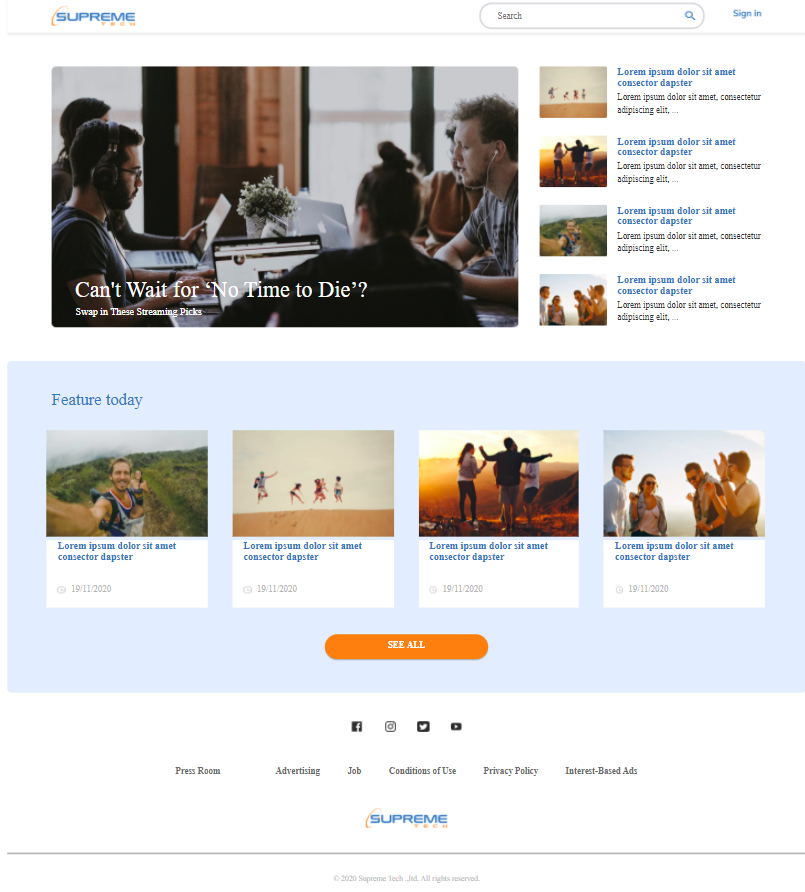 SUPREME
TECH
Search
Sign in
Can't Wait for ‘No Time to Die’?
Swap in These Streaming Picks
Lorem ipsum dolor sit amet
consector dapster
Lorem ipsum dolor sit amet, consectetur
adipiscing elit, ...
Lorem ipsum dolor sit amet
consector dapster
Lorem ipsum dolor sit amet, consectetur
adipiscing elit, ...
Lorem ipsum dolor sit amet
consector dapster
Lorem ipsum dolor sit amet, consectetur
adipiscing elit, ...
Lorem ipsum dolor sit amet
consector dapster
Lorem ipsum dolor sit amet, consectetur
adipiscing elit, ...
Feature today
Lorem ipsum dolor sit amet
consector dapster
19/11/2020
Lorem ipsum dolor sit amet
consector dapster
19/11/2020
Lorem ipsum dolor sit amet
consector dapster
19/11/2020
Lorem ipsum dolor sit amet
consector dapster
19/11/2020
SEE ALL
Press Room Advertising Job Conditions of Use Privacy Policy Interest-Based Ads
SUPREME
TECH
© 2020 Supreme Tech .,ltd. All rights reserved.